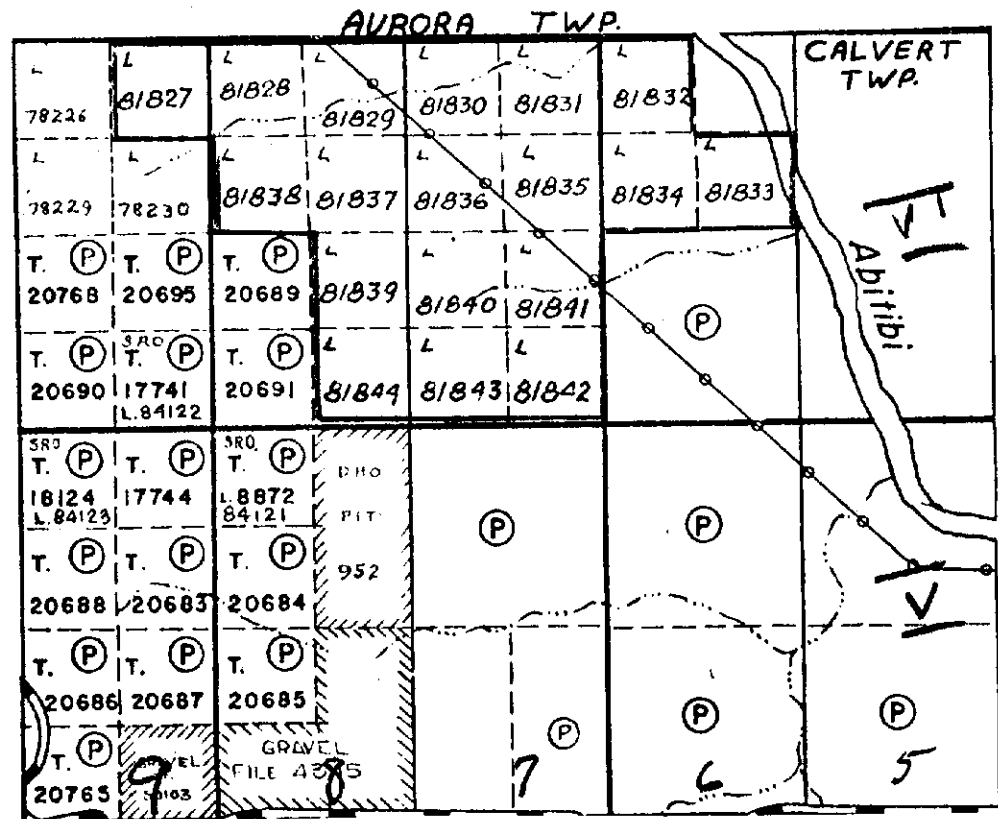 AURORA TWP.
CALVERT
TWP.
L L L L L L L
78226 81827 81828 81829 81830 81831 81832
L L L L L L L L
78229 78230 81838 81837 81836 81835 81834 81833
VI
Abitibi
T. P T. P T. P L L L
20768 20695 20689 81839 81840 81841
P
SRO
T. P T. P T. P L L L
20690 17741 20691 81844 81843 81842
L.84122
SRO SRO
T. P T. P T. P
18124 17744 L.8872
L.84123 84121
PIT
952
P P
T. P T. P T. P
20688 20683 20684
V
T. P T. P T. P
20686 20687 20685
P P P
T. P
20765
GRAVEL
FILE
9 8 7 6 5